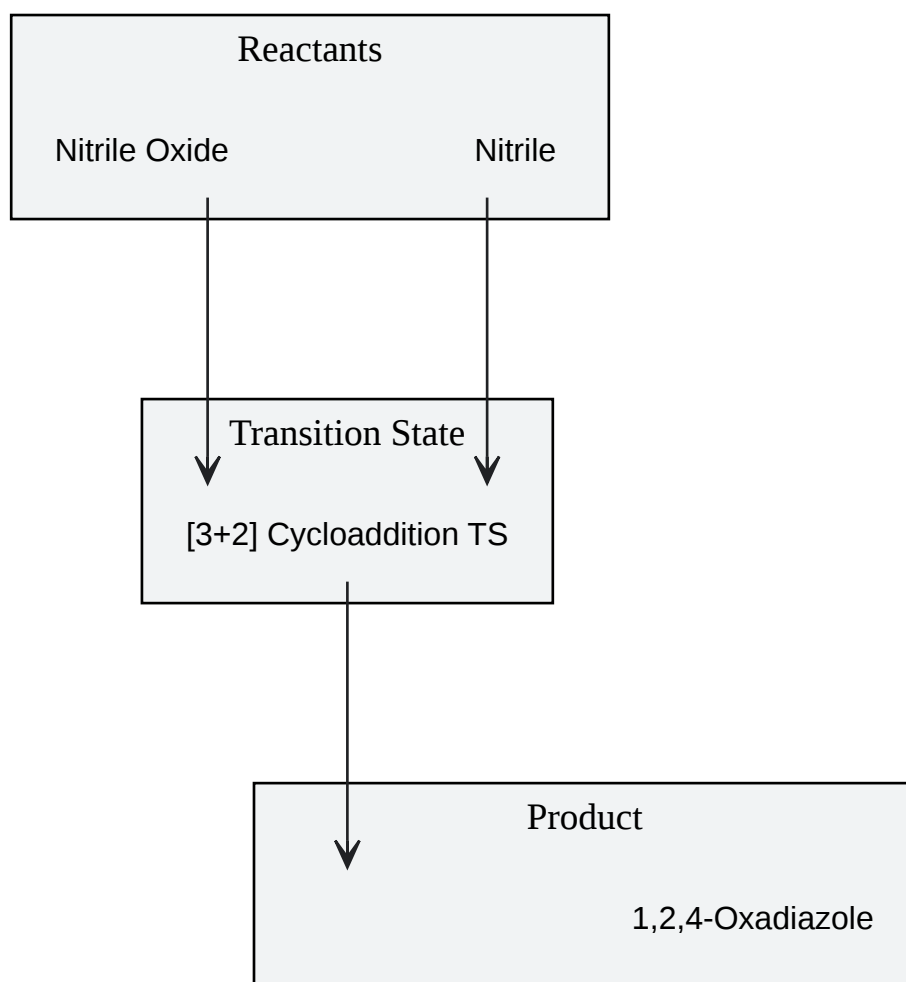 Reactants
Nitrile Oxide Nitrile
Transition State
[3+2] Cycloaddition TS
Product
1,2,4-Oxadiazole